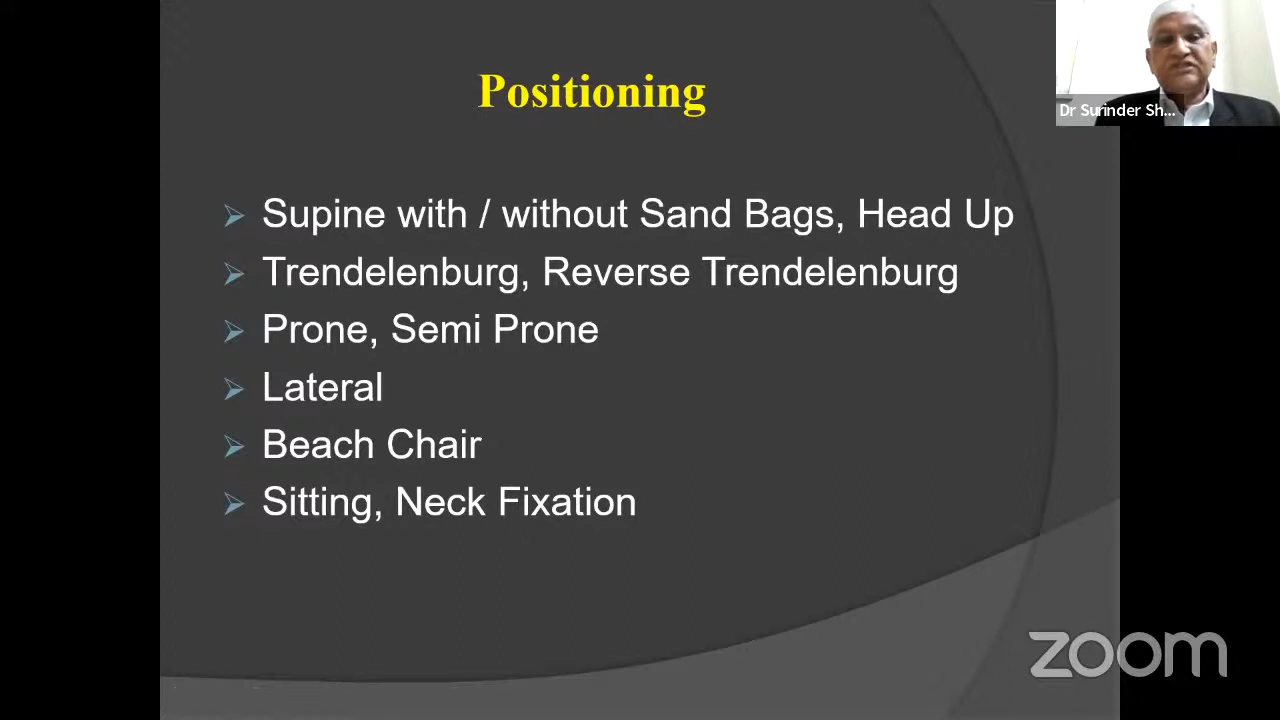 Positioning
Dr Surinder Sh...
Supine with / without Sand Bags, Head Up
Trendelenburg, Reverse Trendelenburg
Prone, Semi Prone
Lateral
Beach Chair
Sitting, Neck Fixation
zoom